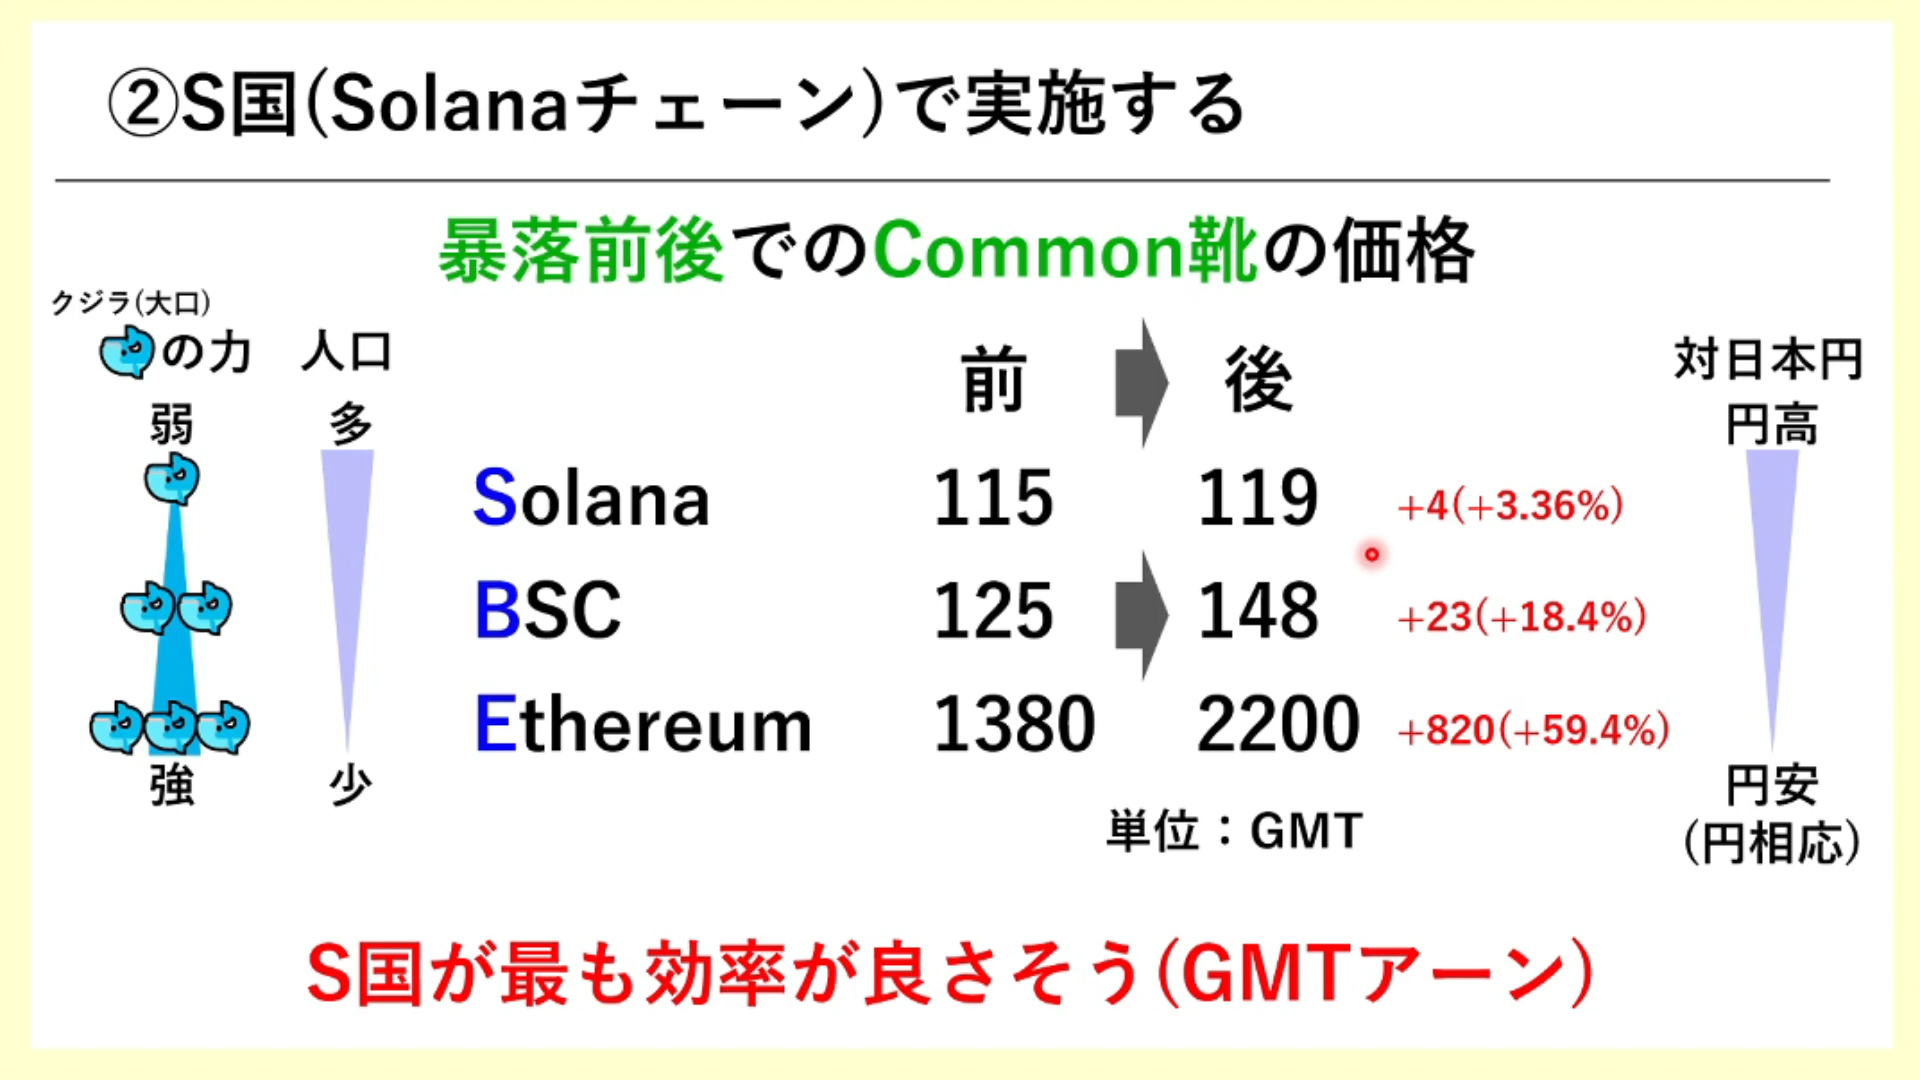 ②S国(Solanaチェーン)で実施する
暴落前後でのCommon靴の価格
クジラ(大口)
の力
弱
強
人口
多
少
前 後
Solana 115 119 +4(+3.36%)
BSC 125 148 +23(+18.4%)
Ethereum 1380 2200 +820(+59.4%)
単位：GMT
対日本円
円高
円安
(円相応)
S国が最も効率が良さそう(GMTアーン)